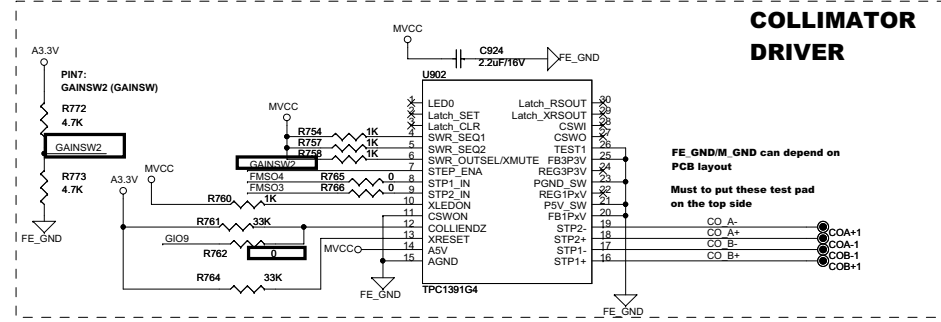 COLLIMATOR
DRIVER
MVCC
C924
2.2uF/16V
FE_GND
A3.3V
PIN7:
GAINSW2 (GAINSW)
R772
4.7K
GAINSW2
R773
4.7K
FE_GND
U902
MVCC
R754 1K
R757 1K
R758 1K
GAINSW2
FMSO4 R765 0
FMSO3 R766 0
MVCC
A3.3V
R760 1K
R761 33K
GIO9
R762 0
MVCC
R764 33K
FE_GND
1 LED0
2 Latch_SET
3 Latch_CLR
4 SWR_SEQ1
5 SWR_SEQ2
6 SWR_OUTSEL/XMUTE
7 STEP_ENA
8 STP1_IN
9 STP2_IN
10 XLEDON
11 CSWON
12 COLLIENDZ
13 XRESET
14 A5V
15 AGND
Latch_RSOUT 30
Latch_XRSOUT 29
CSWI 28
CSWO 27
TEST1 26
FB3P3V 25
REG3P3V 24
PGND_SW 23
REG1PxV 22
P5V_SW 21
FB1PxV 20
STP2- 19
STP2+ 18
STP1- 17
STP1+ 16
TPC1391G4
FE_GND
FE_GND/M_GND can depend on
PCB layout
Must to put these test pad
on the top side
CO_A-
CO_A+
CO_B-
CO_B+
COA+1
COA-1
COB-1
COB+1